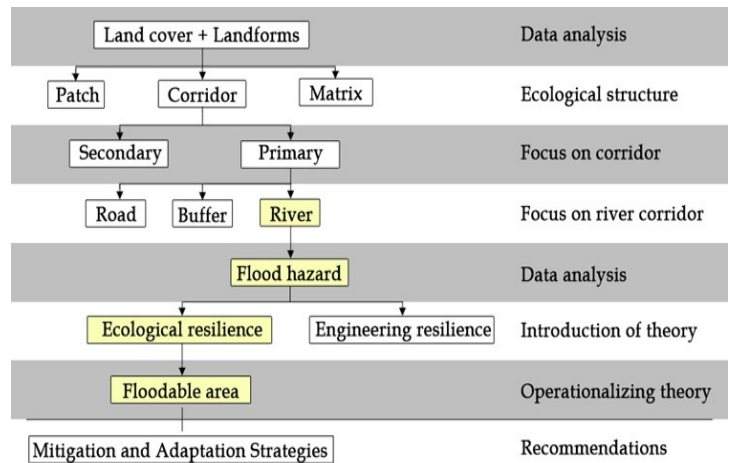 Land cover + Landforms Data analysis
Patch Corridor Matrix Ecological structure
Secondary Primary Focus on corridor
Road Buffer River Focus on river corridor
Flood hazard Data analysis
Ecological resilience Engineering resilience Introduction of theory
Floodable area Operationalizing theory
Mitigation and Adaptation Strategies Recommendations